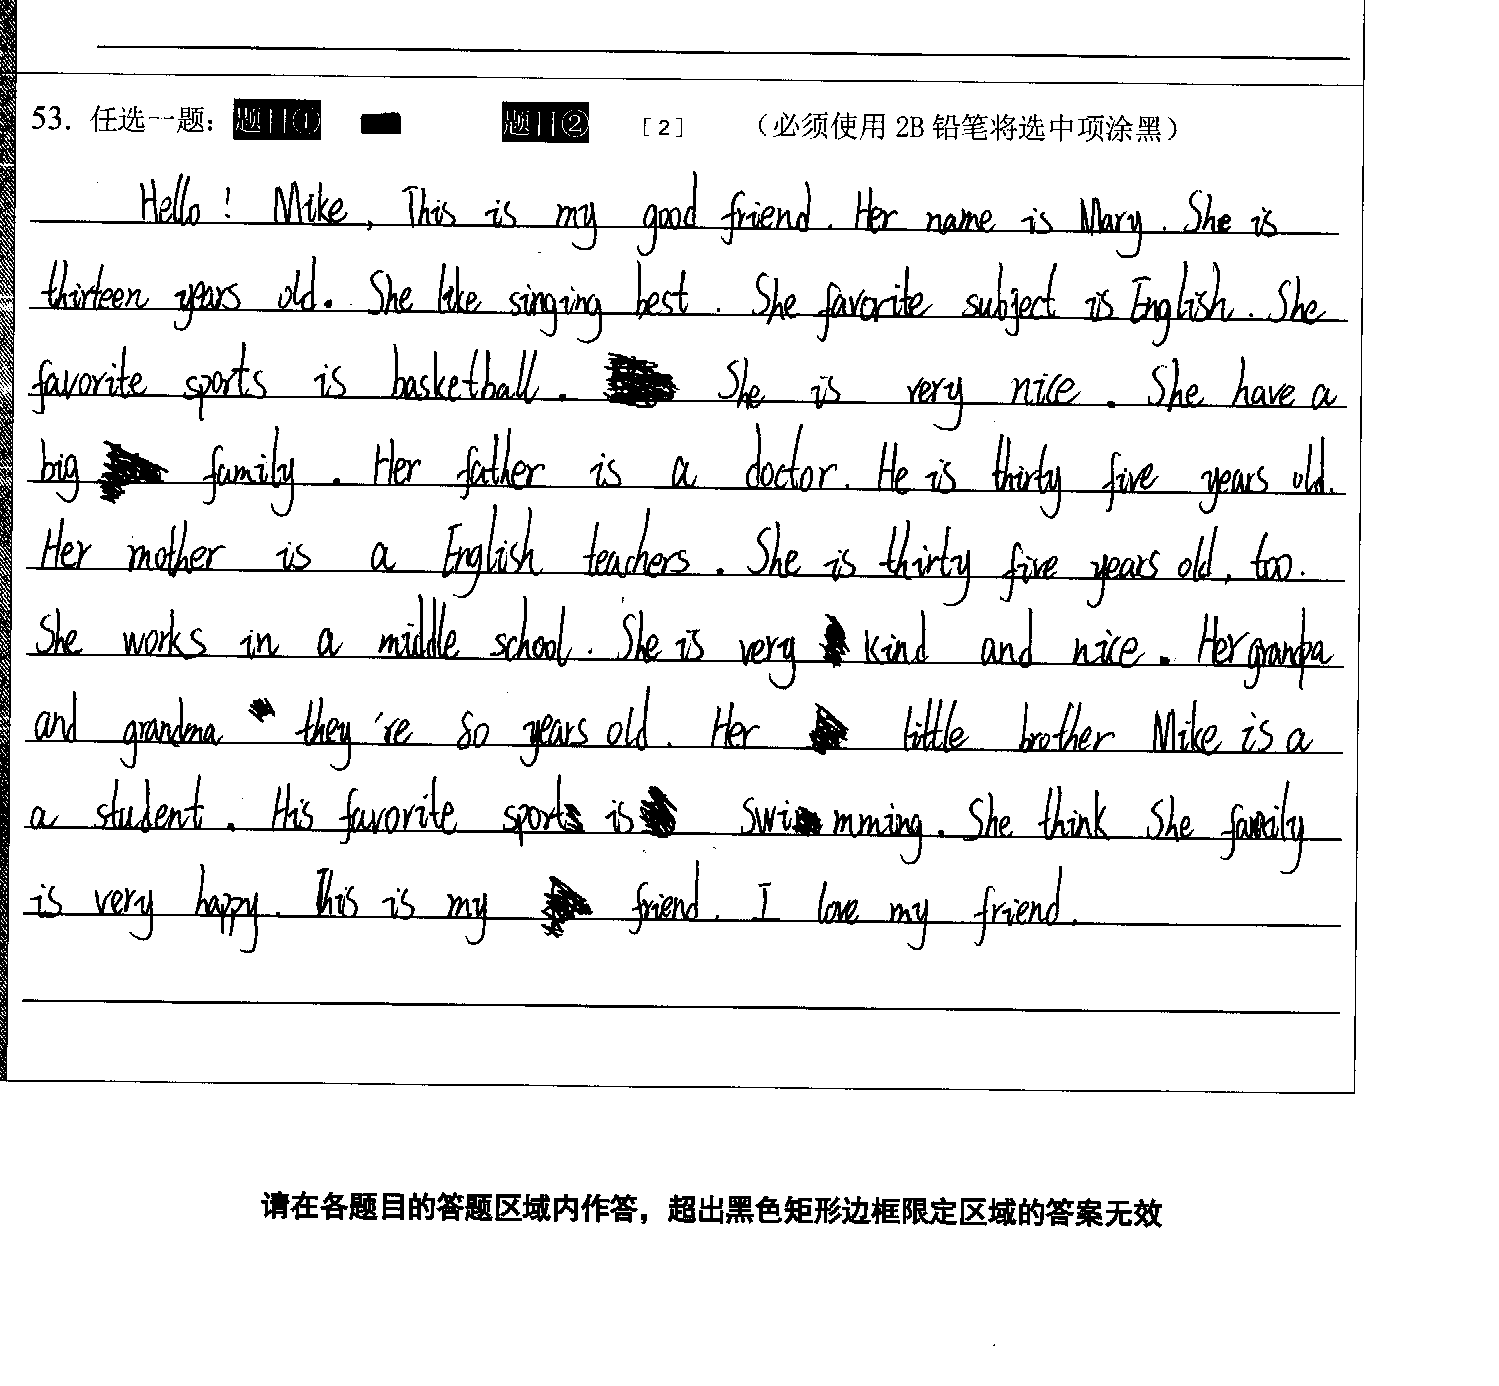 53. 任选一题: 题目① 题目② [2] (必须使用 2B 铅笔将选中项涂黑)
Hello! Mike, This is my good friend. Her name is Mary. She is
thirteen years old. She like singing best. She favorite subject is English. She
favorite sports is basketball. She is very nice. She have a
big family. Her father is a doctor. He is thirty five years old.
Her mother is a English teachers. She is thirty five years old, too.
She works in a middle school. She is very kind and nice. Her grandpa
and grandma they're 80 years old. Her little brother Mike is a
a student. His favorite sports is swimming. She think she family
is very happy. This is my friend. I love my friend.
请在各题目的答题区域内作答，超出黑色矩形边框限定区域的答案无效